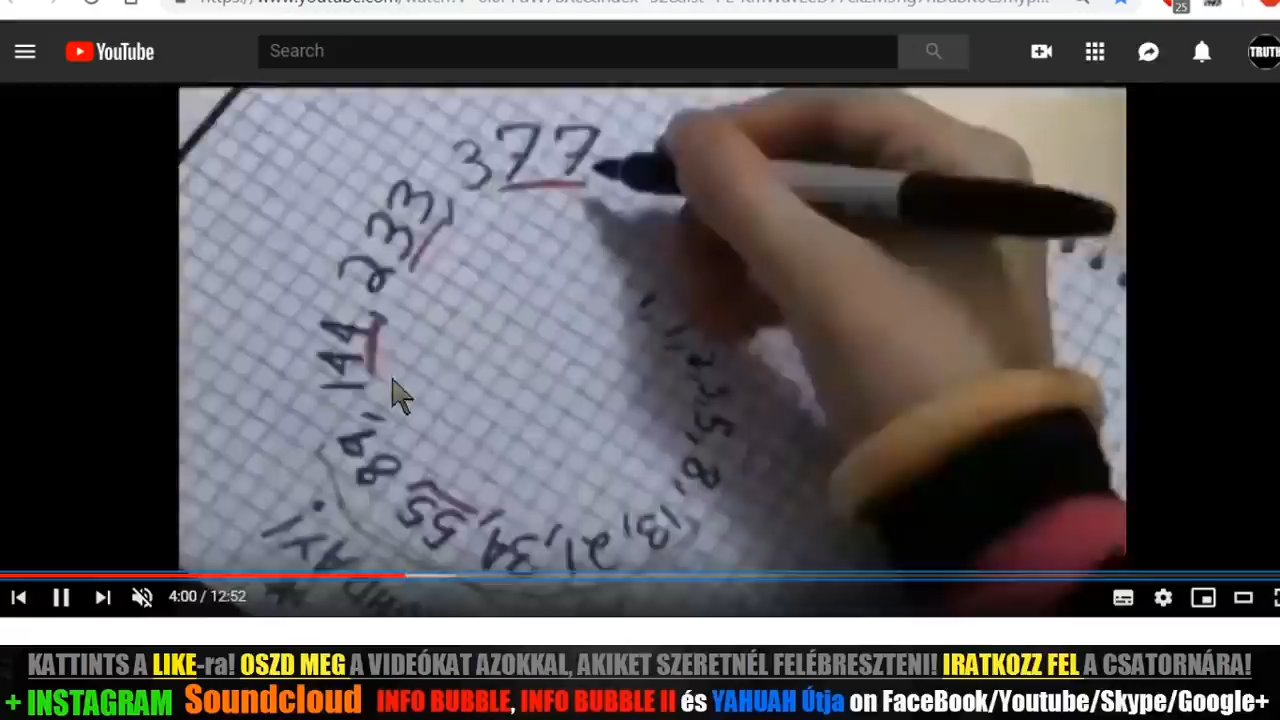 YouTube
Search
25
TRUTH
377
233,
144,
89,
55,
34,
21,
13,
8,
5,
4:00 / 12:52
KATTINTS A LIKE-ra! OSZD MEG A VIDEÓKAT AZOKKAL, AKIKET SZERETNÉL FELÉBRESZTENI! IRATKOZZ FEL A CSATORNÁRA!
+ INSTAGRAM Soundcloud INFO BUBBLE, INFO BUBBLE II és YAHUAH Útja on FaceBook/Youtube/Skype/Google+